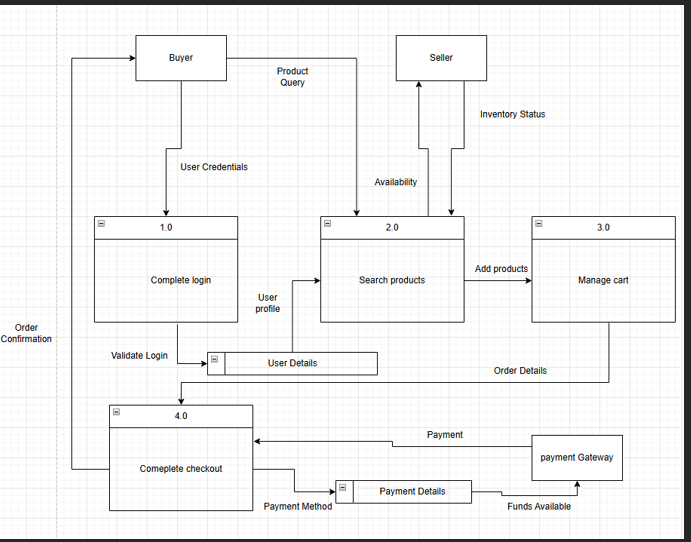 Buyer
Seller
Product
Query
Inventory Status
User Credentials
Availability
1.0
2.0
3.0
Complete login
Search products
Add products
Manage cart
User
profile
Order
Confirmation
Validate Login
User Details
Order Details
4.0
Payment
payment Gateway
Comeplete checkout
Payment Details
Payment Method
Funds Available